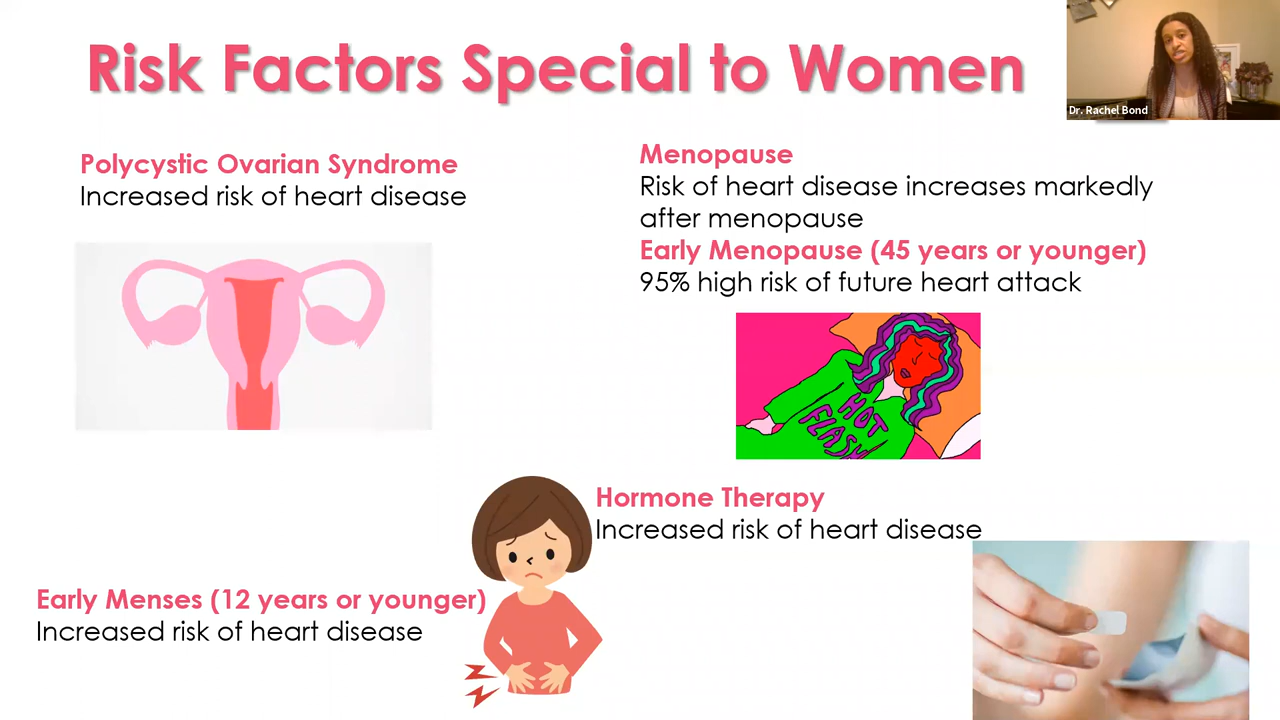 Risk Factors Special to Women
Dr. Rachel Bond
Polycystic Ovarian Syndrome
Increased risk of heart disease
Menopause
Risk of heart disease increases markedly
after menopause
Early Menopause (45 years or younger)
95% high risk of future heart attack
HOT
FLASH
Hormone Therapy
Increased risk of heart disease
Early Menses (12 years or younger)
Increased risk of heart disease